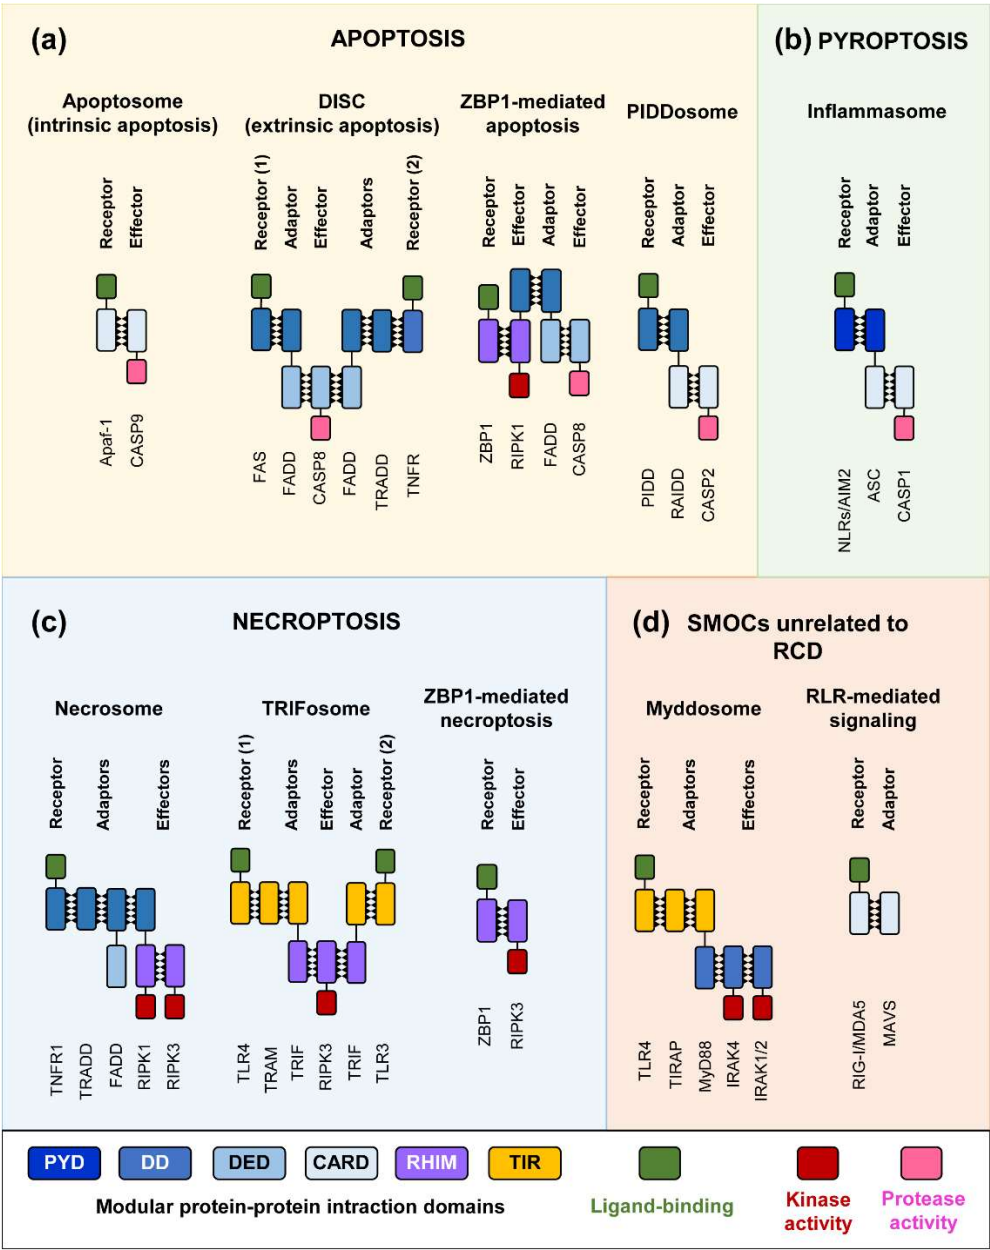 (a)
APOPTOSIS
Apoptosome
(intrinsic apoptosis)
Receptor
Effector
Apaf-1
CASP9
DISC
(extrinsic apoptosis)
Receptor (1)
Adaptor
Effector
Adaptors
Receptor (2)
FAS
FADD
CASP8
FADD
TRADD
TNFR
ZBP1-mediated
apoptosis
Receptor
Effector
Adaptor
Effector
ZBP1
RIPK1
FADD
CASP8
PIDDosome
Receptor
Adaptor
Effector
PIDD
RAIDD
CASP2
(b) PYROPTOSIS
Inflammasome
Receptor
Adaptor
Effector
NLRs/AIM2
ASC
CASP1
(c)
NECROPTOSIS
Necrosome
Receptor
Adaptors
Effectors
TNFR1
TRADD
FADD
RIPK1
RIPK3
TRIFosome
Receptor (1)
Adaptors
Effector
Adaptor
Receptor (2)
TLR4
TRAM
TRIF
RIPK3
TRIF
TLR3
ZBP1-mediated
necroptosis
Receptor
Effector
ZBP1
RIPK3
(d) SMOCs unrelated to
RCD
Myddosome
Receptor
Adaptors
Effectors
TLR4
TIRAP
MyD88
IRAK4
IRAK1/2
RLR-mediated
signaling
Receptor
Adaptor
RIG-I/MDA5
MAVS
PYD
DD
DED
CARD
RHIM
TIR
Modular protein-protein intraction domains
Ligand-binding
Kinase
activity
Protease
activity